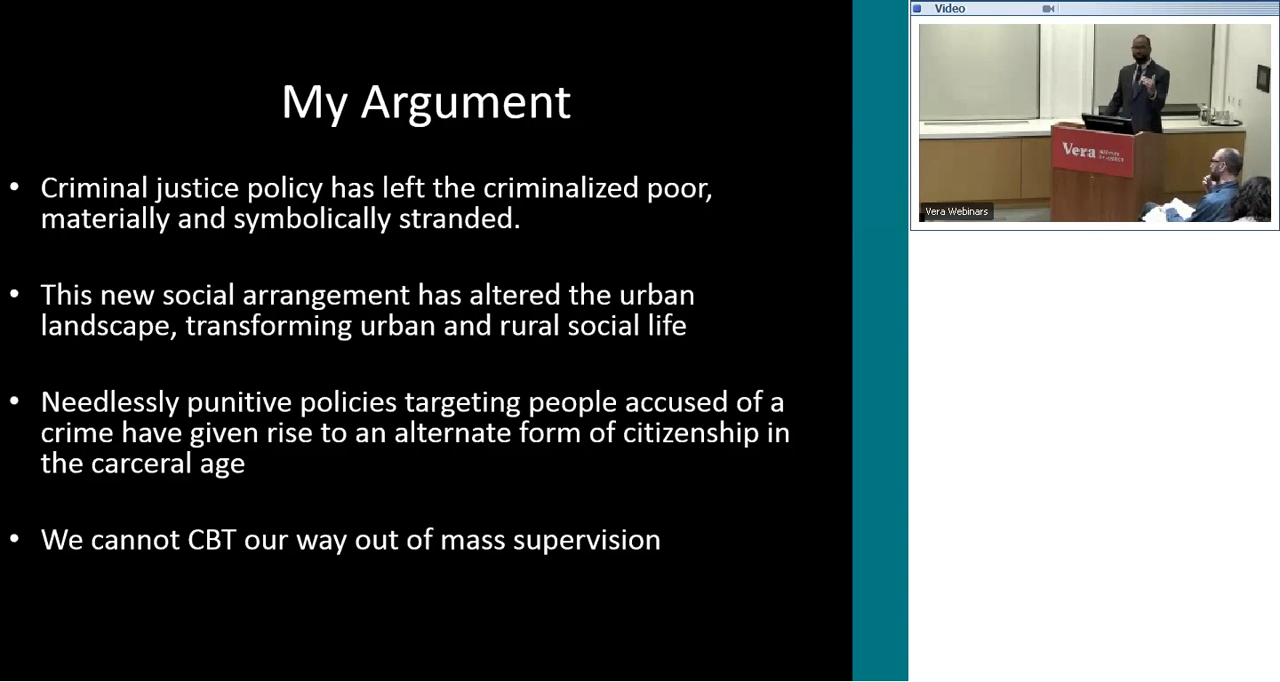 My Argument
• Criminal justice policy has left the criminalized poor,
materially and symbolically stranded.
• This new social arrangement has altered the urban
landscape, transforming urban and rural social life
• Needlessly punitive policies targeting people accused of a
crime have given rise to an alternate form of citizenship in
the carceral age
• We cannot CBT our way out of mass supervision
Video
Vera INSTITUTE
OF JUSTICE
Vera Webinars